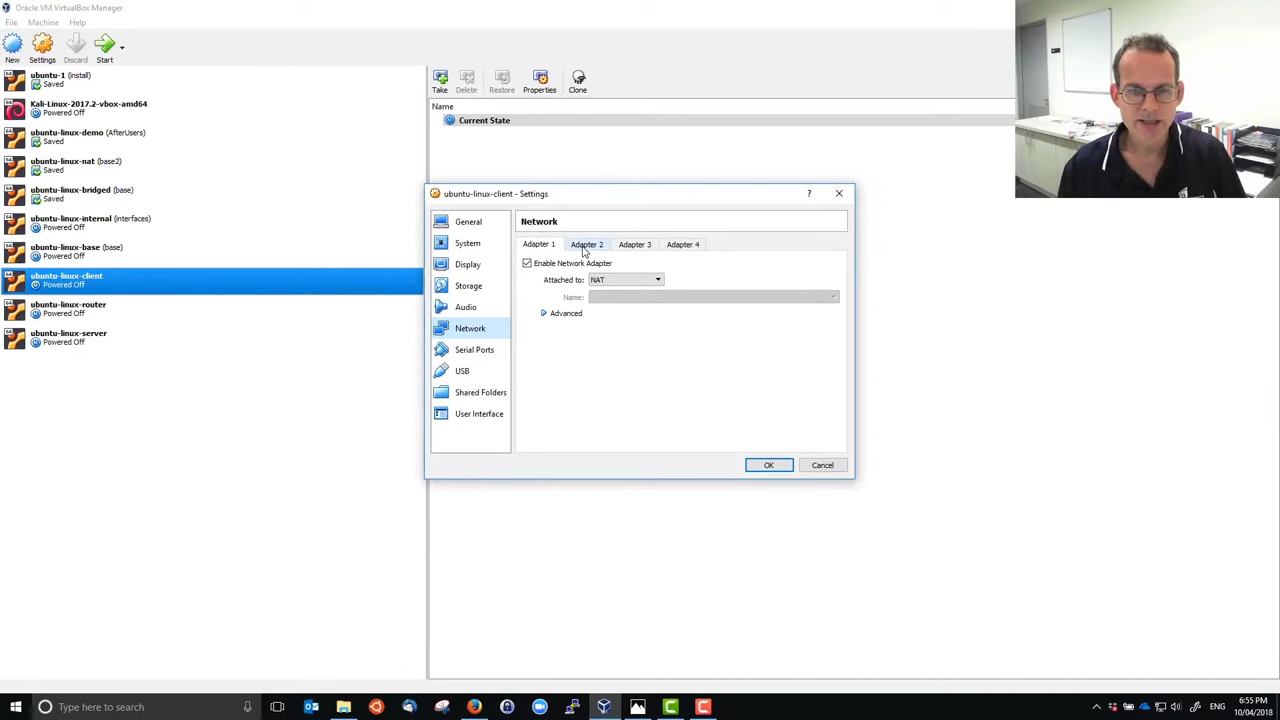 Oracle VM VirtualBox Manager
File Machine Help
New Settings Discard Start
ubuntu-1 (install)
Saved
Kali-Linux-2017.2-vbox-amd64
Powered Off
ubuntu-linux-demo (AfterUsers)
Saved
ubuntu-linux-nat (base2)
Saved
ubuntu-linux-bridged (base)
Saved
ubuntu-linux-internal (interfaces)
Powered Off
ubuntu-linux-base (base)
Powered Off
ubuntu-linux-client
Powered Off
ubuntu-linux-router
Powered Off
ubuntu-linux-server
Powered Off
Take Delete Restore Properties Clone
Name
Current State
ubuntu-linux-client - Settings
?
General
System
Display
Storage
Audio
Network
Serial Ports
USB
Shared Folders
User Interface
Network
Adapter 1 Adapter 2 Adapter 3 Adapter 4
Enable Network Adapter
Attached to: NAT
Name:
Advanced
OK Cancel
Type here to search
ENG
6:55 PM
10/04/2018